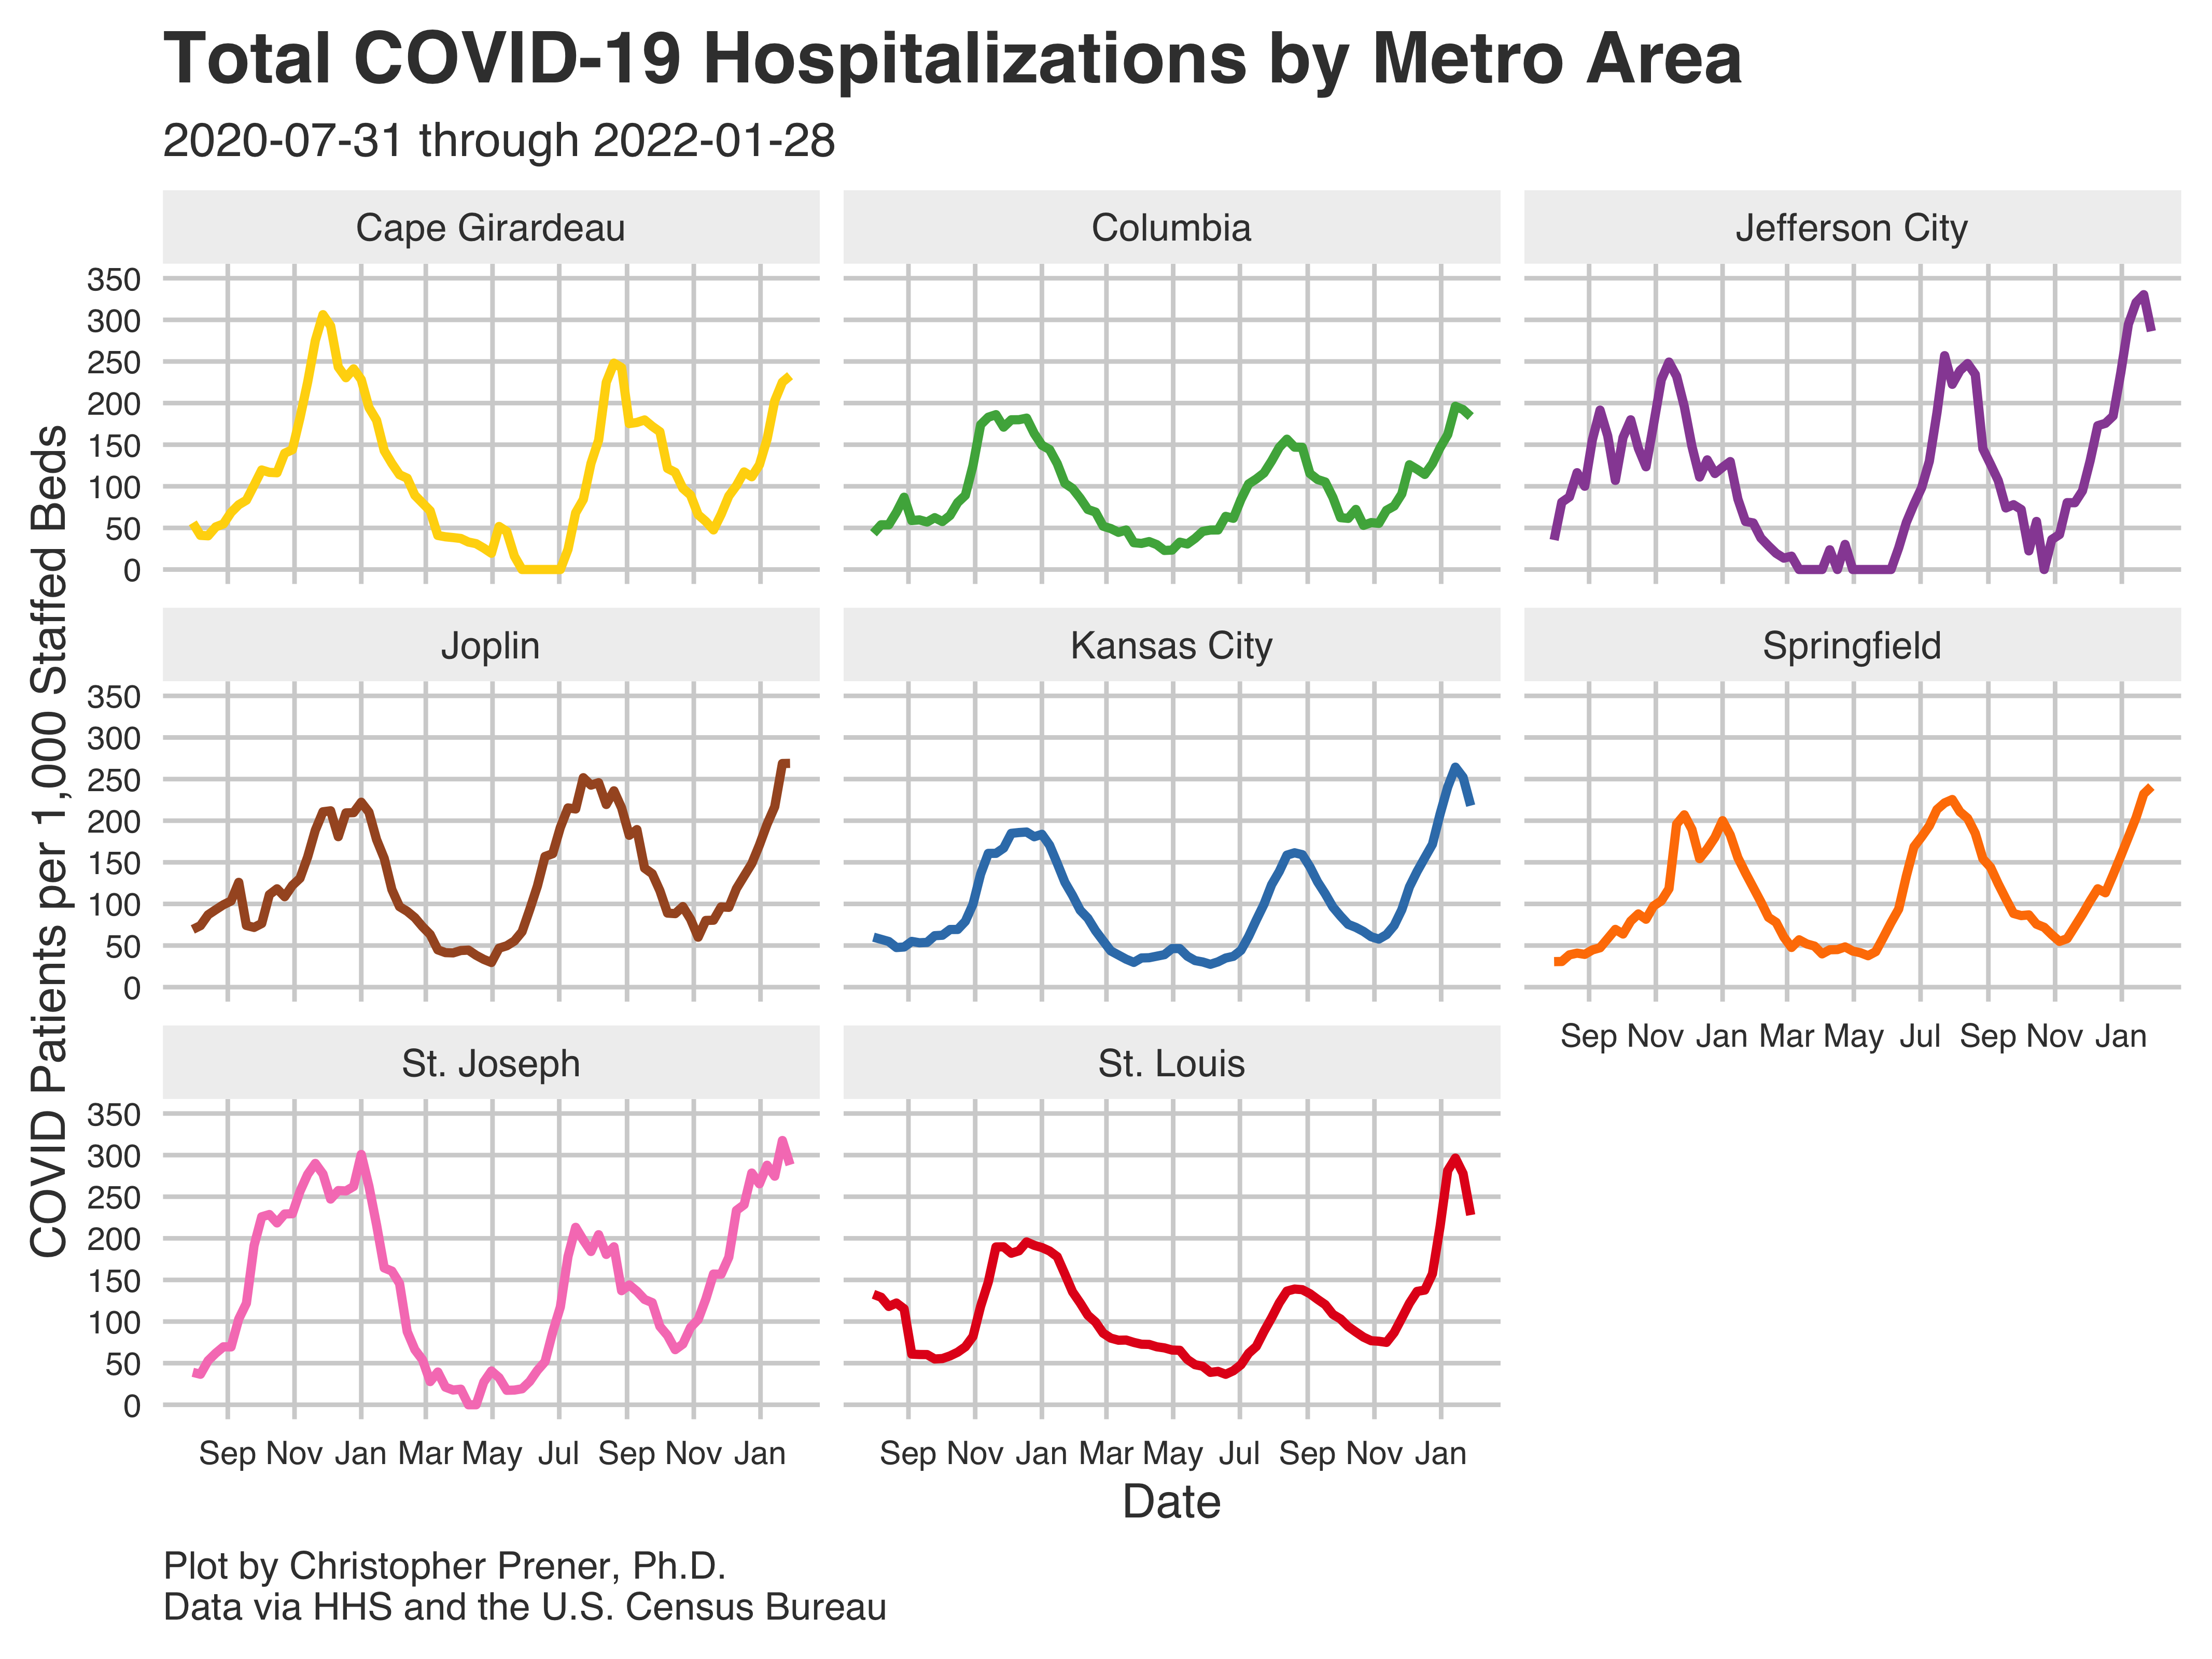 Total COVID-19 Hospitalizations by Metro Area
2020-07-31 through 2022-01-28
Cape Girardeau
Columbia
Jefferson City
350
300
250
200
150
100
50
0
Joplin
Kansas City
Springfield
350
300
250
200
150
100
50
0
Sep Nov Jan Mar May Jul Sep Nov Jan
St. Joseph
St. Louis
350
300
250
200
150
100
50
0
Sep Nov Jan Mar May Jul Sep Nov Jan
Sep Nov Jan Mar May Jul Sep Nov Jan
COVID Patients per 1,000 Staffed Beds
Date
Plot by Christopher Prener, Ph.D.
Data via HHS and the U.S. Census Bureau